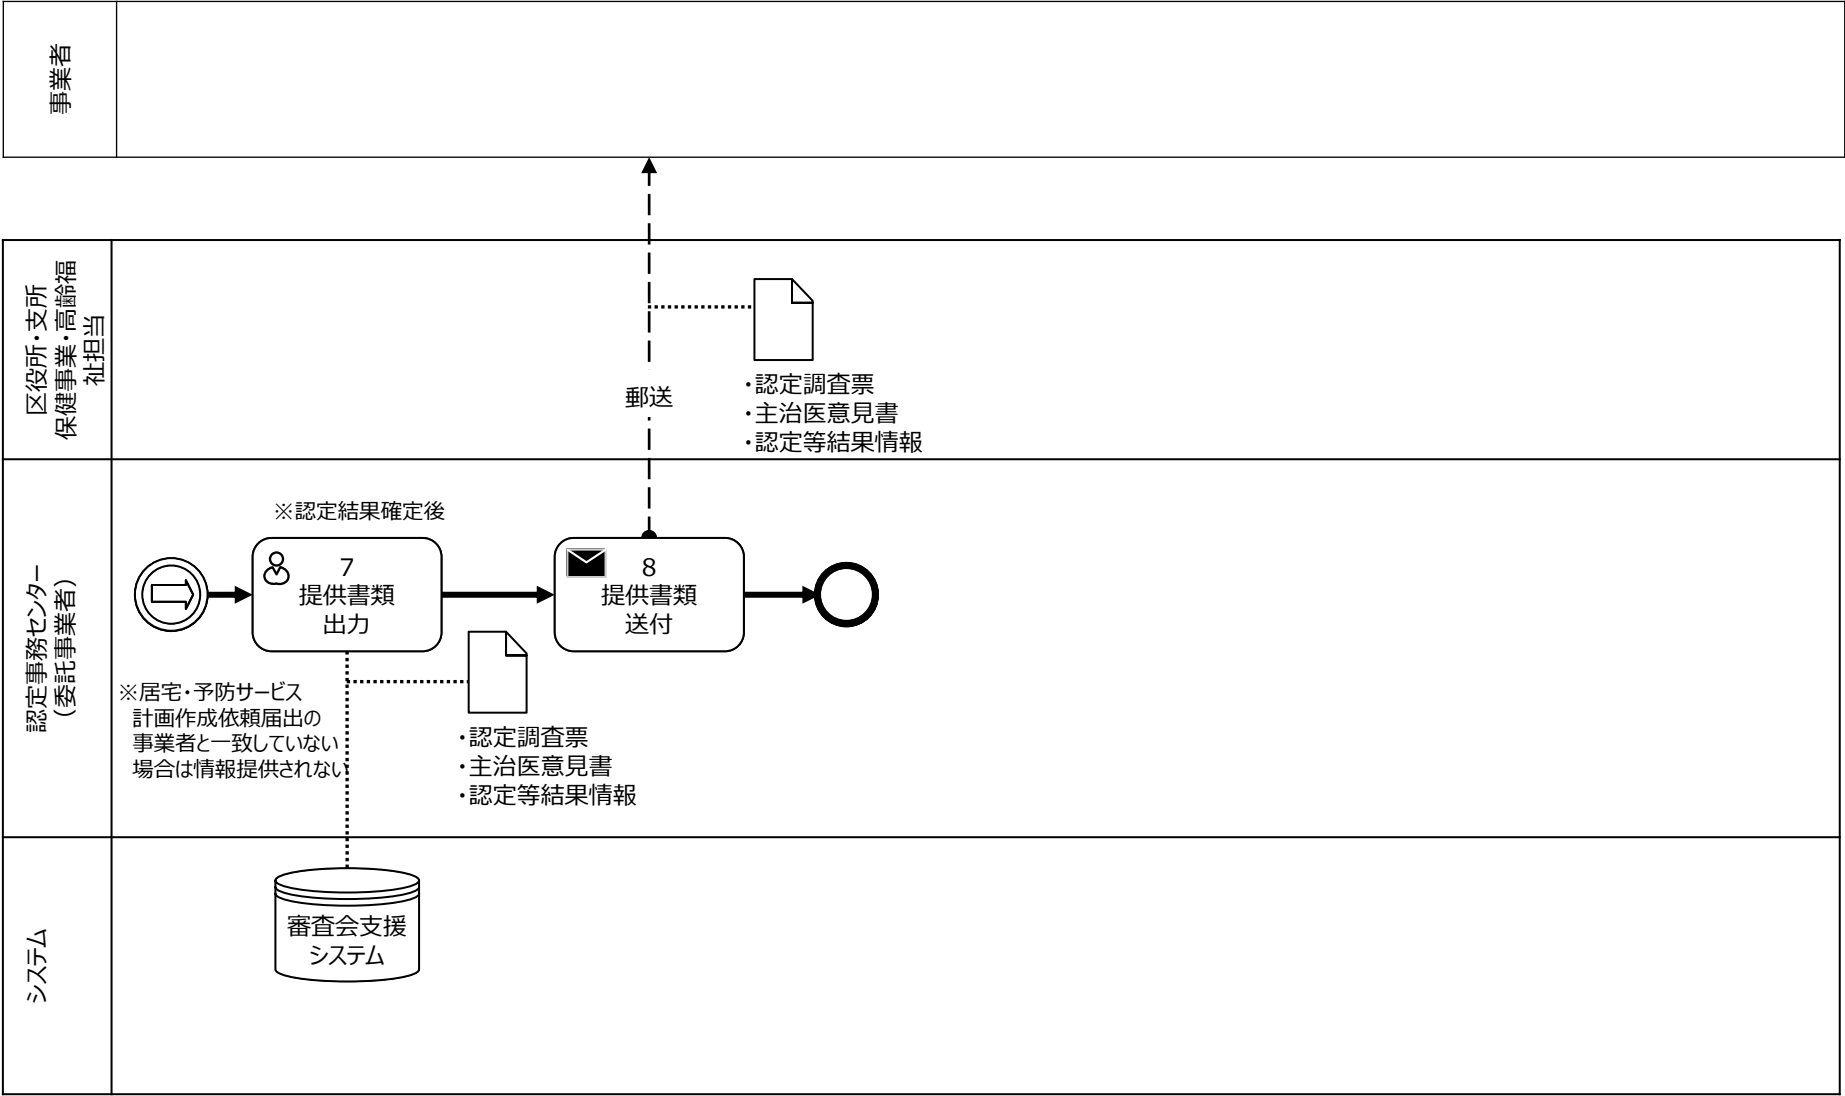 事業者
区役所・支所
保健事業・高齢福
祉担当
郵送
・認定調査票
・主治医意見書
・認定等結果情報
認定事務センター
（委託事業者）
※認定結果確定後
7
提供書類
出力
8
提供書類
送付
※居宅・予防サービス
計画作成依頼届出の
事業者と一致していない
場合は情報提供されない
・認定調査票
・主治医意見書
・認定等結果情報
システム
審査会支援
システム